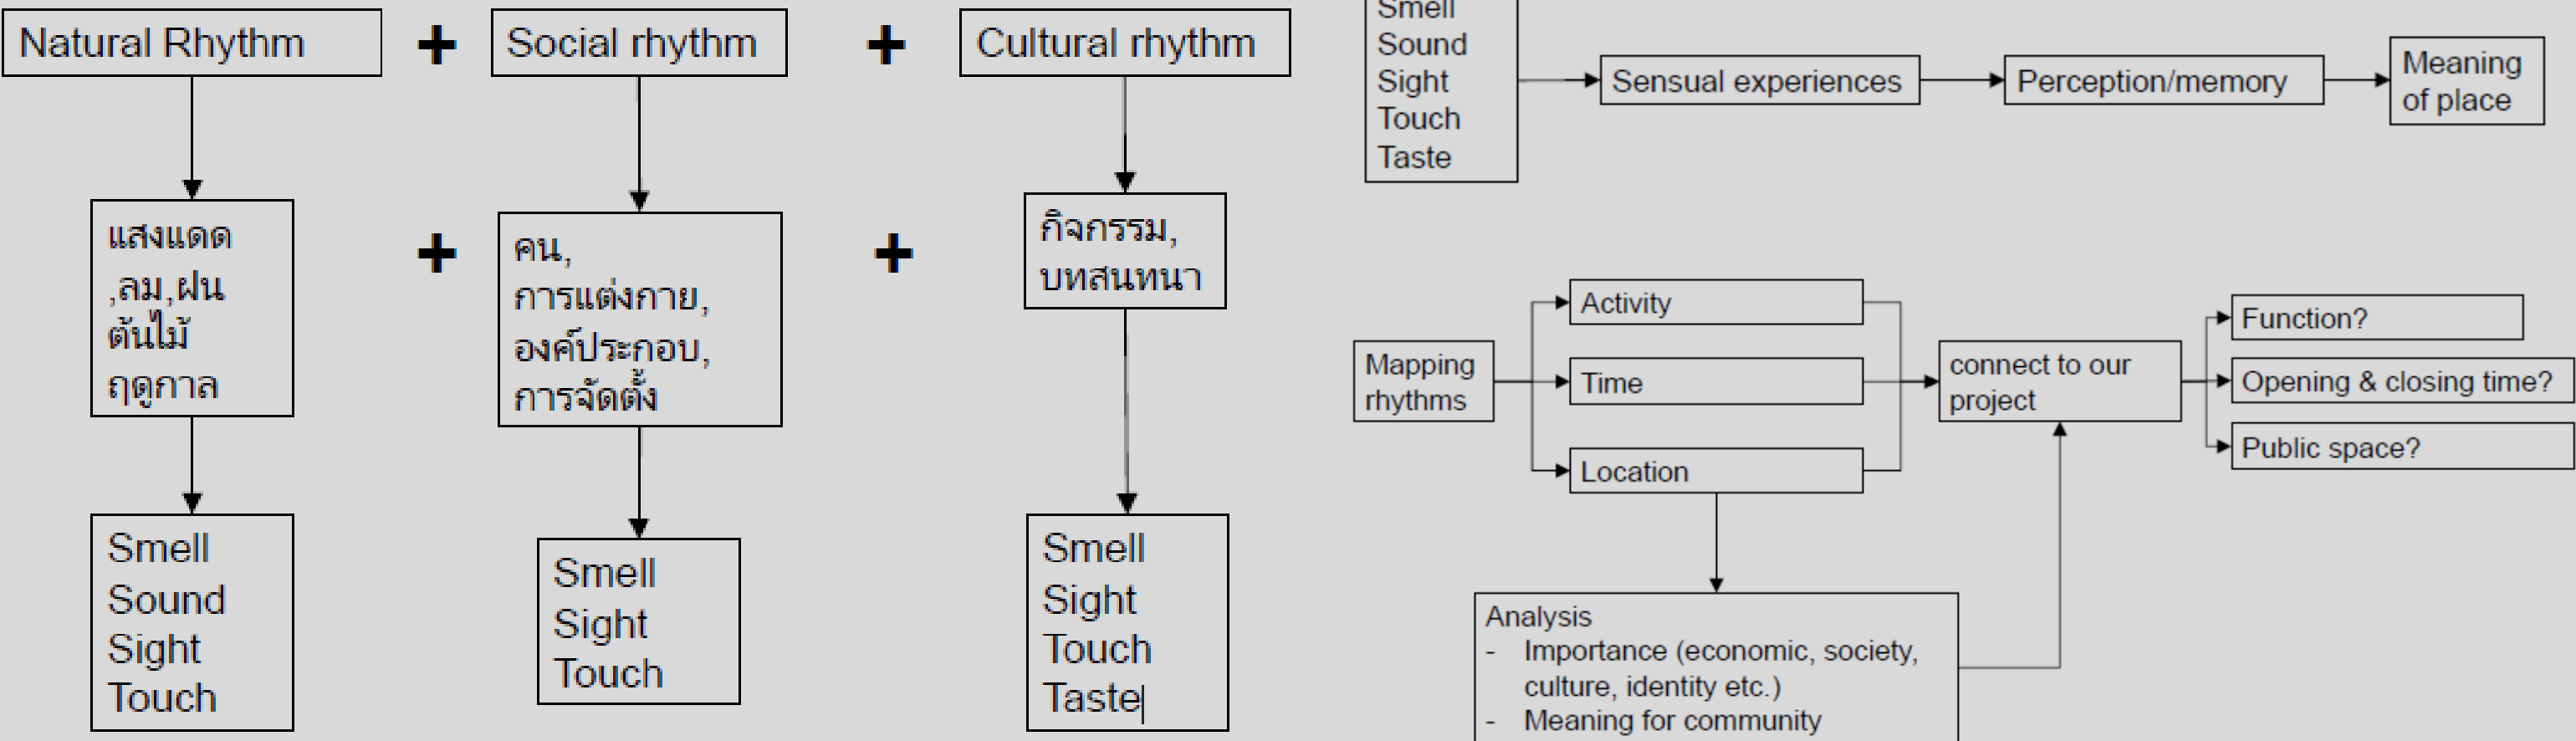 Natural Rhythm
+
Social rhythm
+
Cultural rhythm
แสงแดด
,ลม,ฝน
ต้นไม้
ฤดูกาล
+
คน,
การแต่งกาย,
องค์ประกอบ,
การจัดตั้ง
+
กิจกรรม,
บทสนทนา
Smell
Sound
Sight
Touch
Smell
Sight
Touch
Smell
Sight
Touch
Taste
Smell
Sound
Sight
Touch
Taste
Sensual experiences
Perception/memory
Meaning
of place
Mapping
rhythms
Activity
Time
Location
connect to our
project
Function?
Opening & closing time?
Public space?
Analysis
- Importance (economic, society,
culture, identity etc.)
- Meaning for community